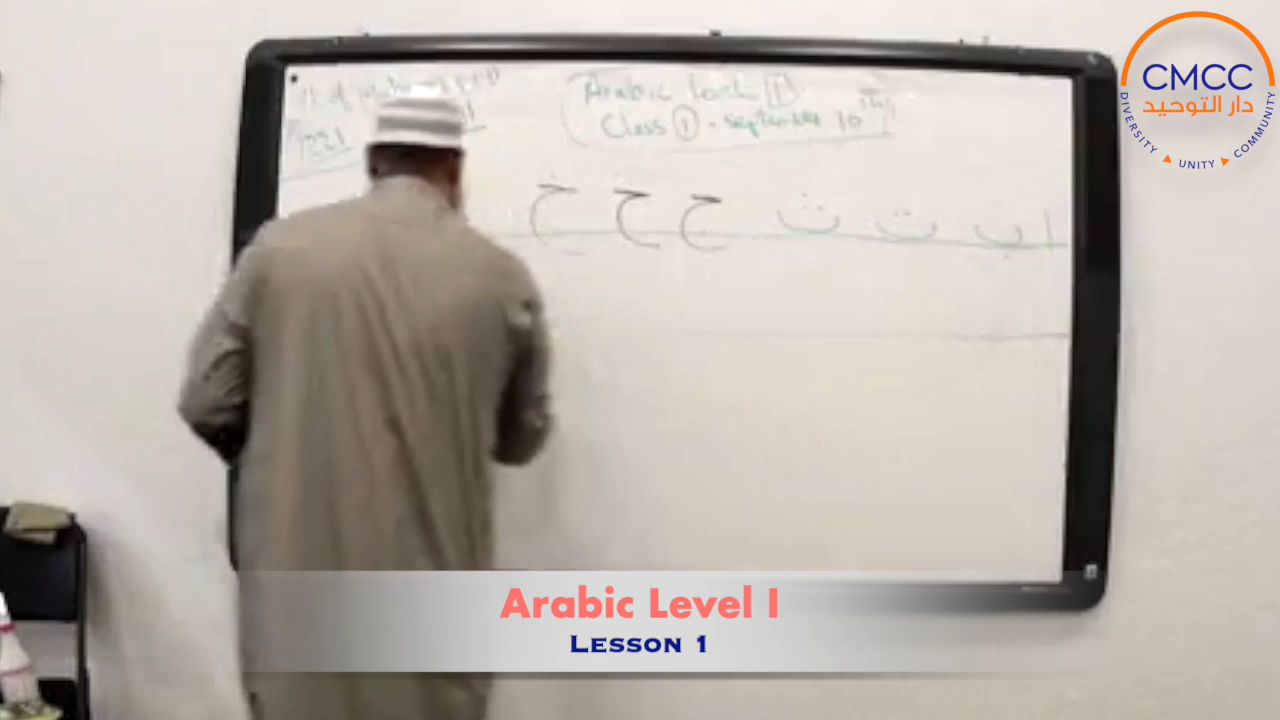 Arabic level 1
Class 1 - september 10th
ا ب ت ث ج ح خ
CMCC
دار التوحيد
DIVERSITY ▲ UNITY ▲ COMMUNITY
Arabic Level I
Lesson 1